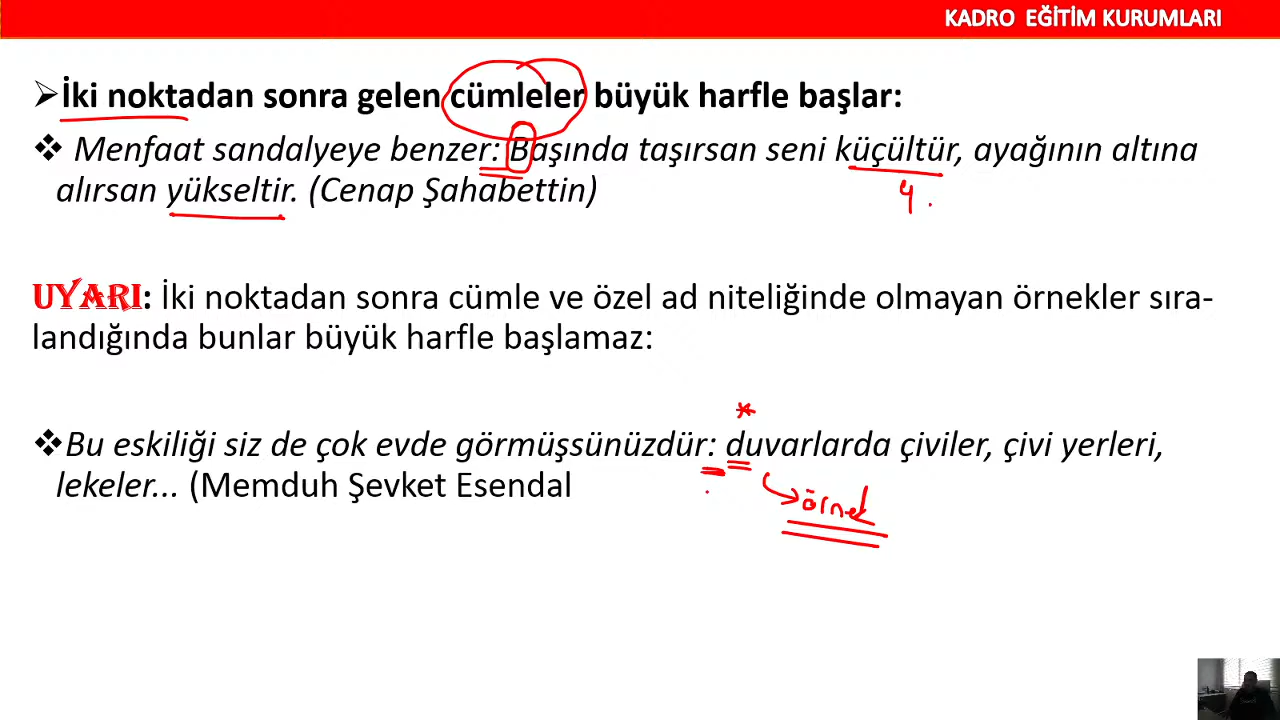 KADRO EĞİTİM KURUMLARI
İki noktadan sonra gelen cümleler büyük harfle başlar:
Menfaat sandalyeye benzer: Başında taşırsan seni küçültür, ayağının altına
alırsan yükseltir. (Cenap Şahabettin)
UYARI: İki noktadan sonra cümle ve özel ad niteliğinde olmayan örnekler sıra-
landığında bunlar büyük harfle başlamaz:
Bu eskiliği siz de çok evde görmüşsünüzdür: duvarlarda çiviler, çivi yerleri,
lekeler... (Memduh Şevket Esendal
örnek